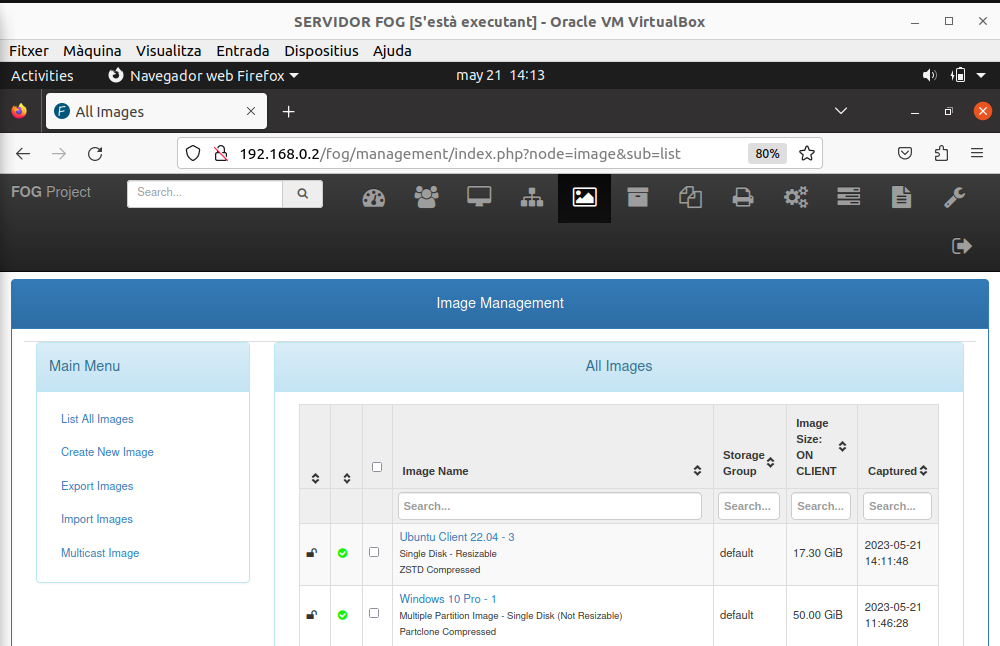 SERVIDOR FOG [S'està executant] - Oracle VM VirtualBox
Fitxer Màquina Visualitza Entrada Dispositius Ajuda
Activities Navegador web Firefox may 21 14:13
All Images
192.168.0.2/fog/management/index.php?node=image&sub=list 80%
FOG Project Search...
Image Management
Main Menu
List All Images
Create New Image
Export Images
Import Images
Multicast Image
All Images
Image Name
Storage Group
Image Size: ON CLIENT
Captured
Search... Search... Search... Search...
Ubuntu Client 22.04 - 3
Single Disk - Resizable
ZSTD Compressed
default
17.30 GiB
2023-05-21
14:11:48
Windows 10 Pro - 1
Multiple Partition Image - Single Disk (Not Resizable)
Partclone Compressed
default
50.00 GiB
2023-05-21
11:46:28